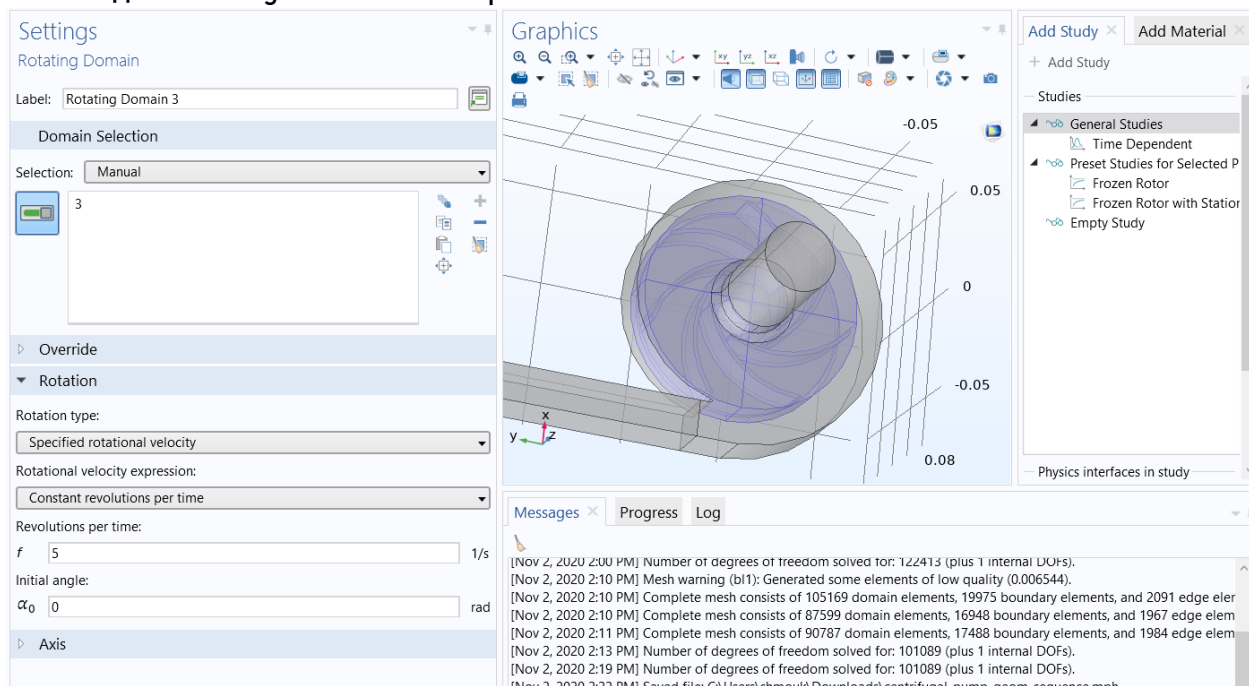 Settings
Rotating Domain
Label: Rotating Domain 3
Domain Selection
Selection: Manual
3
Override
Rotation
Rotation type:
Specified rotational velocity
Rotational velocity expression:
Constant revolutions per time
Revolutions per time:
f 5 1/s
Initial angle:
α0 0 rad
Axis
Graphics
xy yz xz
-0.05
0.05
0
-0.05
0.08
x
y z
Messages Progress Log
[Nov 2, 2020 2:00 PM] Number of degrees of freedom solved for: 122413 (plus 1 internal DOFs).
[Nov 2, 2020 2:10 PM] Mesh warning (bl1): Generated some elements of low quality (0.006544).
[Nov 2, 2020 2:10 PM] Complete mesh consists of 105169 domain elements, 19975 boundary elements, and 2091 edge eler
[Nov 2, 2020 2:10 PM] Complete mesh consists of 87599 domain elements, 16948 boundary elements, and 1967 edge elem
[Nov 2, 2020 2:11 PM] Complete mesh consists of 90787 domain elements, 17488 boundary elements, and 1984 edge elem
[Nov 2, 2020 2:13 PM] Number of degrees of freedom solved for: 101089 (plus 1 internal DOFs).
[Nov 2, 2020 2:19 PM] Number of degrees of freedom solved for: 101089 (plus 1 internal DOFs).
Add Study Add Material
+ Add Study
Studies
General Studies
Time Dependent
Preset Studies for Selected P
Frozen Rotor
Frozen Rotor with Station
Empty Study
Physics interfaces in study